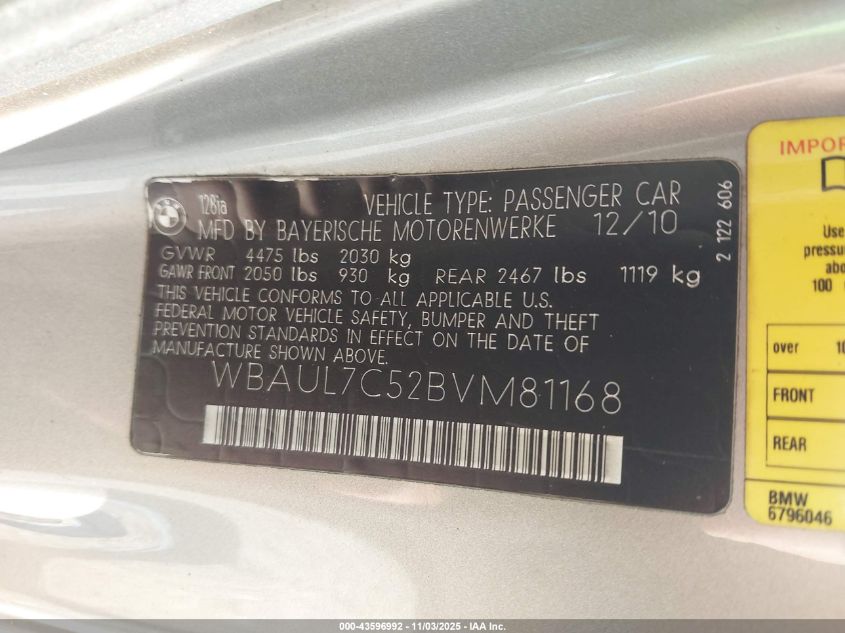 BMW
128ia VEHICLE TYPE: PASSENGER CAR
MFD BY BAYERISCHE MOTORENWERKE 12/10
GVWR 4475 lbs 2030 kg
GAWR FRONT 2050 lbs 930 kg REAR 2467 lbs 1119 kg
THIS VEHICLE CONFORMS TO ALL APPLICABLE U.S.
FEDERAL MOTOR VEHICLE SAFETY, BUMPER AND THEFT
PREVENTION STANDARDS IN EFFECT ON THE DATE OF
MANUFACTURE SHOWN ABOVE.
WBAUL7C52BVM81168
2 122 606
IMPOR
Use
pressu
abo
100
over 10
FRONT
REAR
BMW
6796046
000-43596992 - 11/03/2025 - IAA Inc.